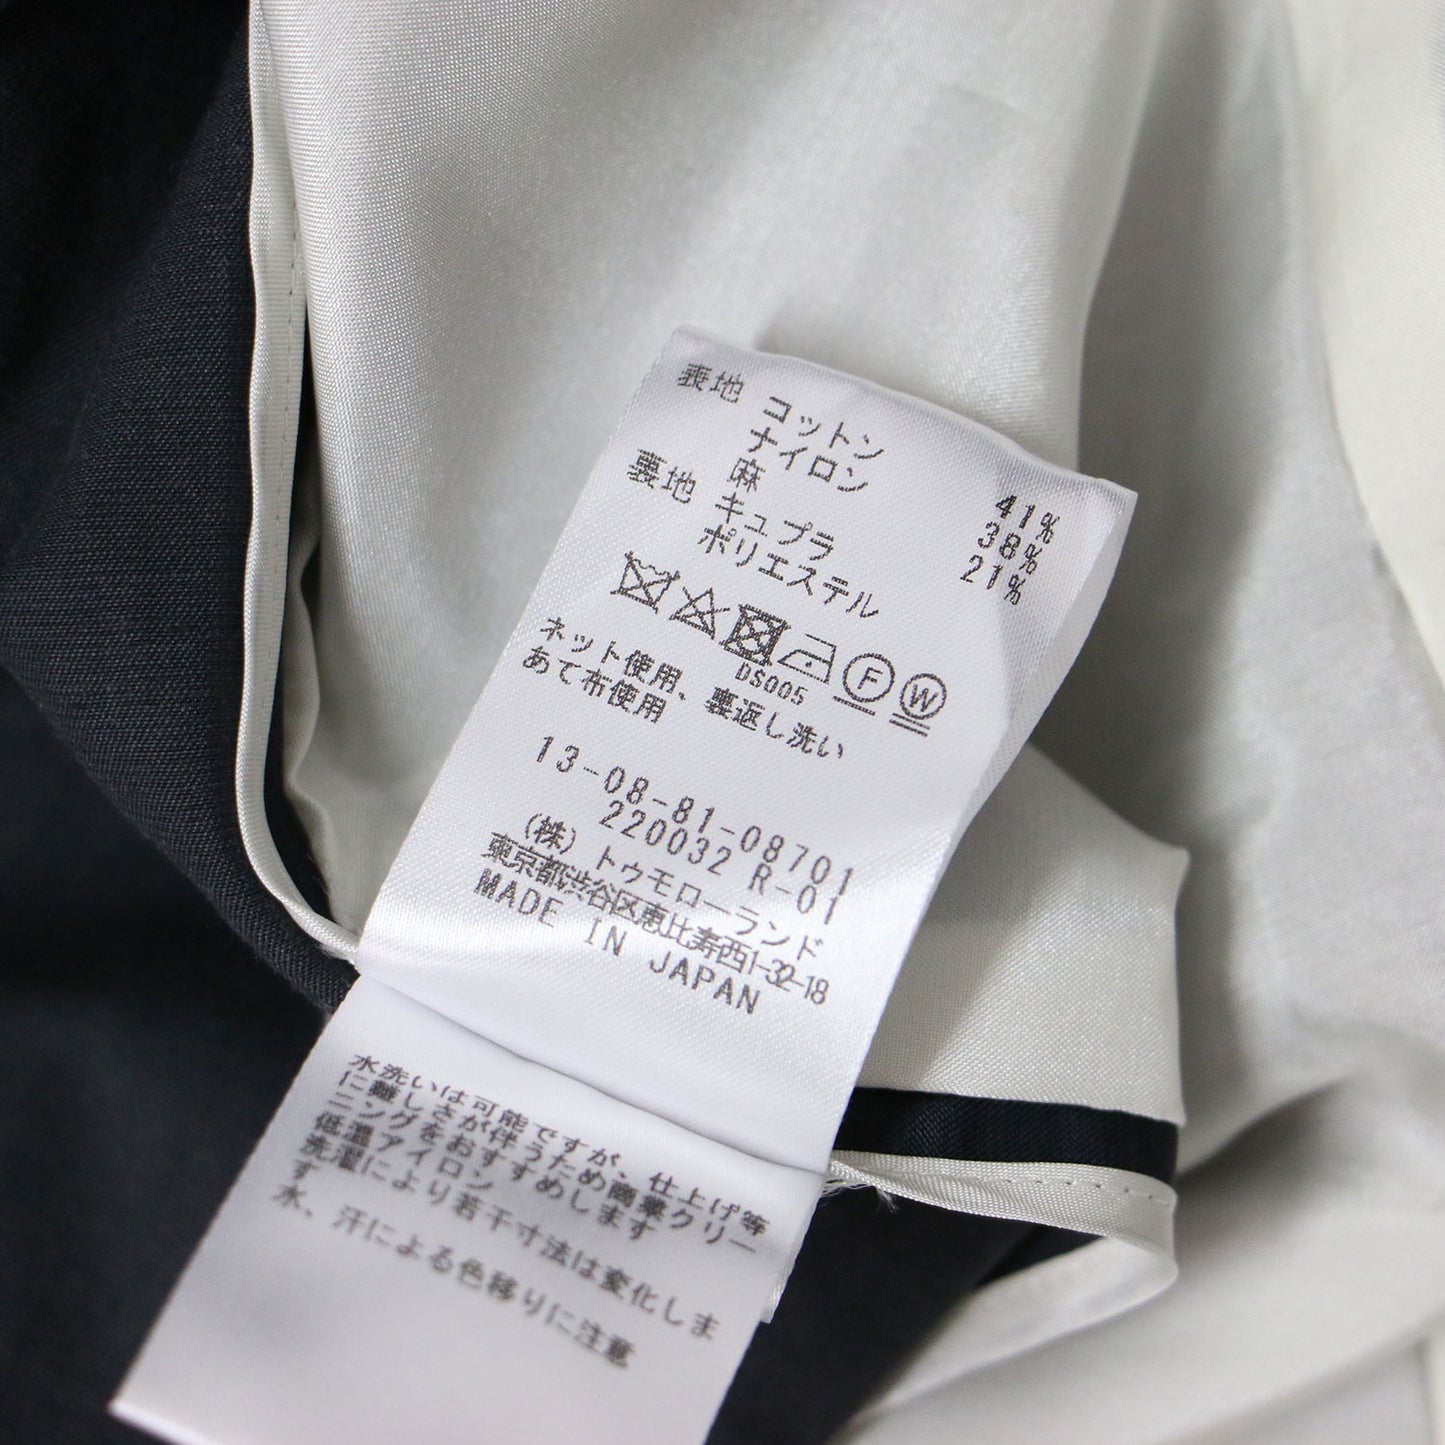 表地 コットン 41%
ナイロン 38%
麻 21%
裏地 キュプラ
ポリエステル
DS005
F W
ネット使用、裏返し洗い
あて布使用
13-08-81-08701
220032 R-01
(株)トゥモローランド
東京都渋谷区恵比寿西1-32-18
MADE IN JAPAN
水洗いは可能ですが、仕上げ等
に難しさが伴うため商業クリー
ニングをおすすめします
低温アイロン
洗濯により若干寸法は変化しま
す
水、汗による色移りに注意